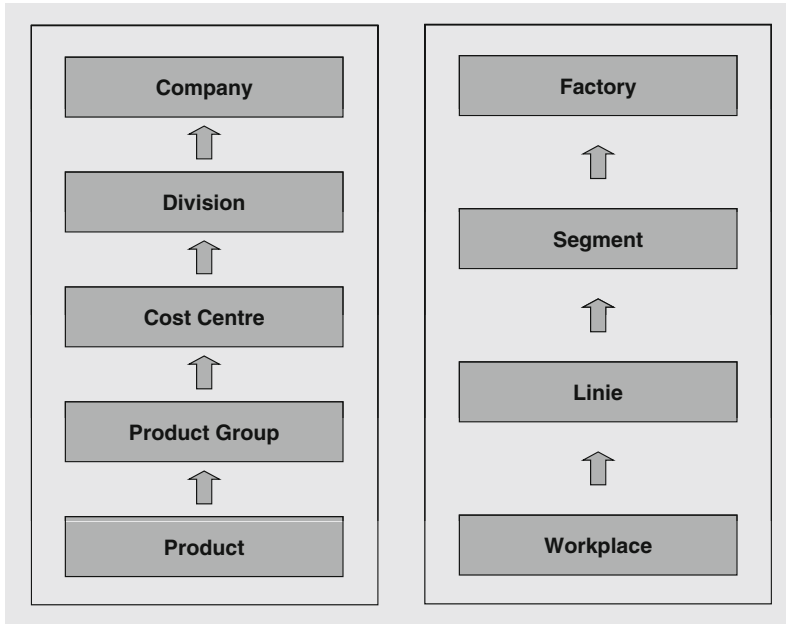 Company
Division
Cost Centre
Product Group
Product
Factory
Segment
Linie
Workplace